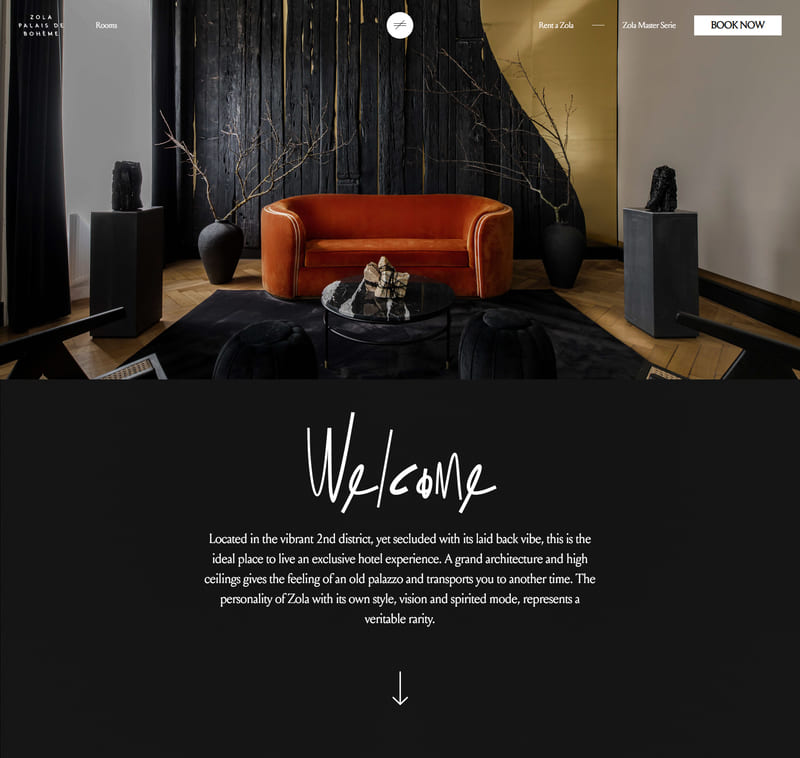 ZOLA
PALAIS DE
BOHÈME
Rooms
Rent a Zola
Zola Master Serie
BOOK NOW
Welcome
Located in the vibrant 2nd district, yet secluded with its laid back vibe, this is the
ideal place to live an exclusive hotel experience. A grand architecture and high
ceilings gives the feeling of an old palazzo and transports you to another time. The
personality of Zola with its own style, vision and spirited mode, represents a
veritable rarity.